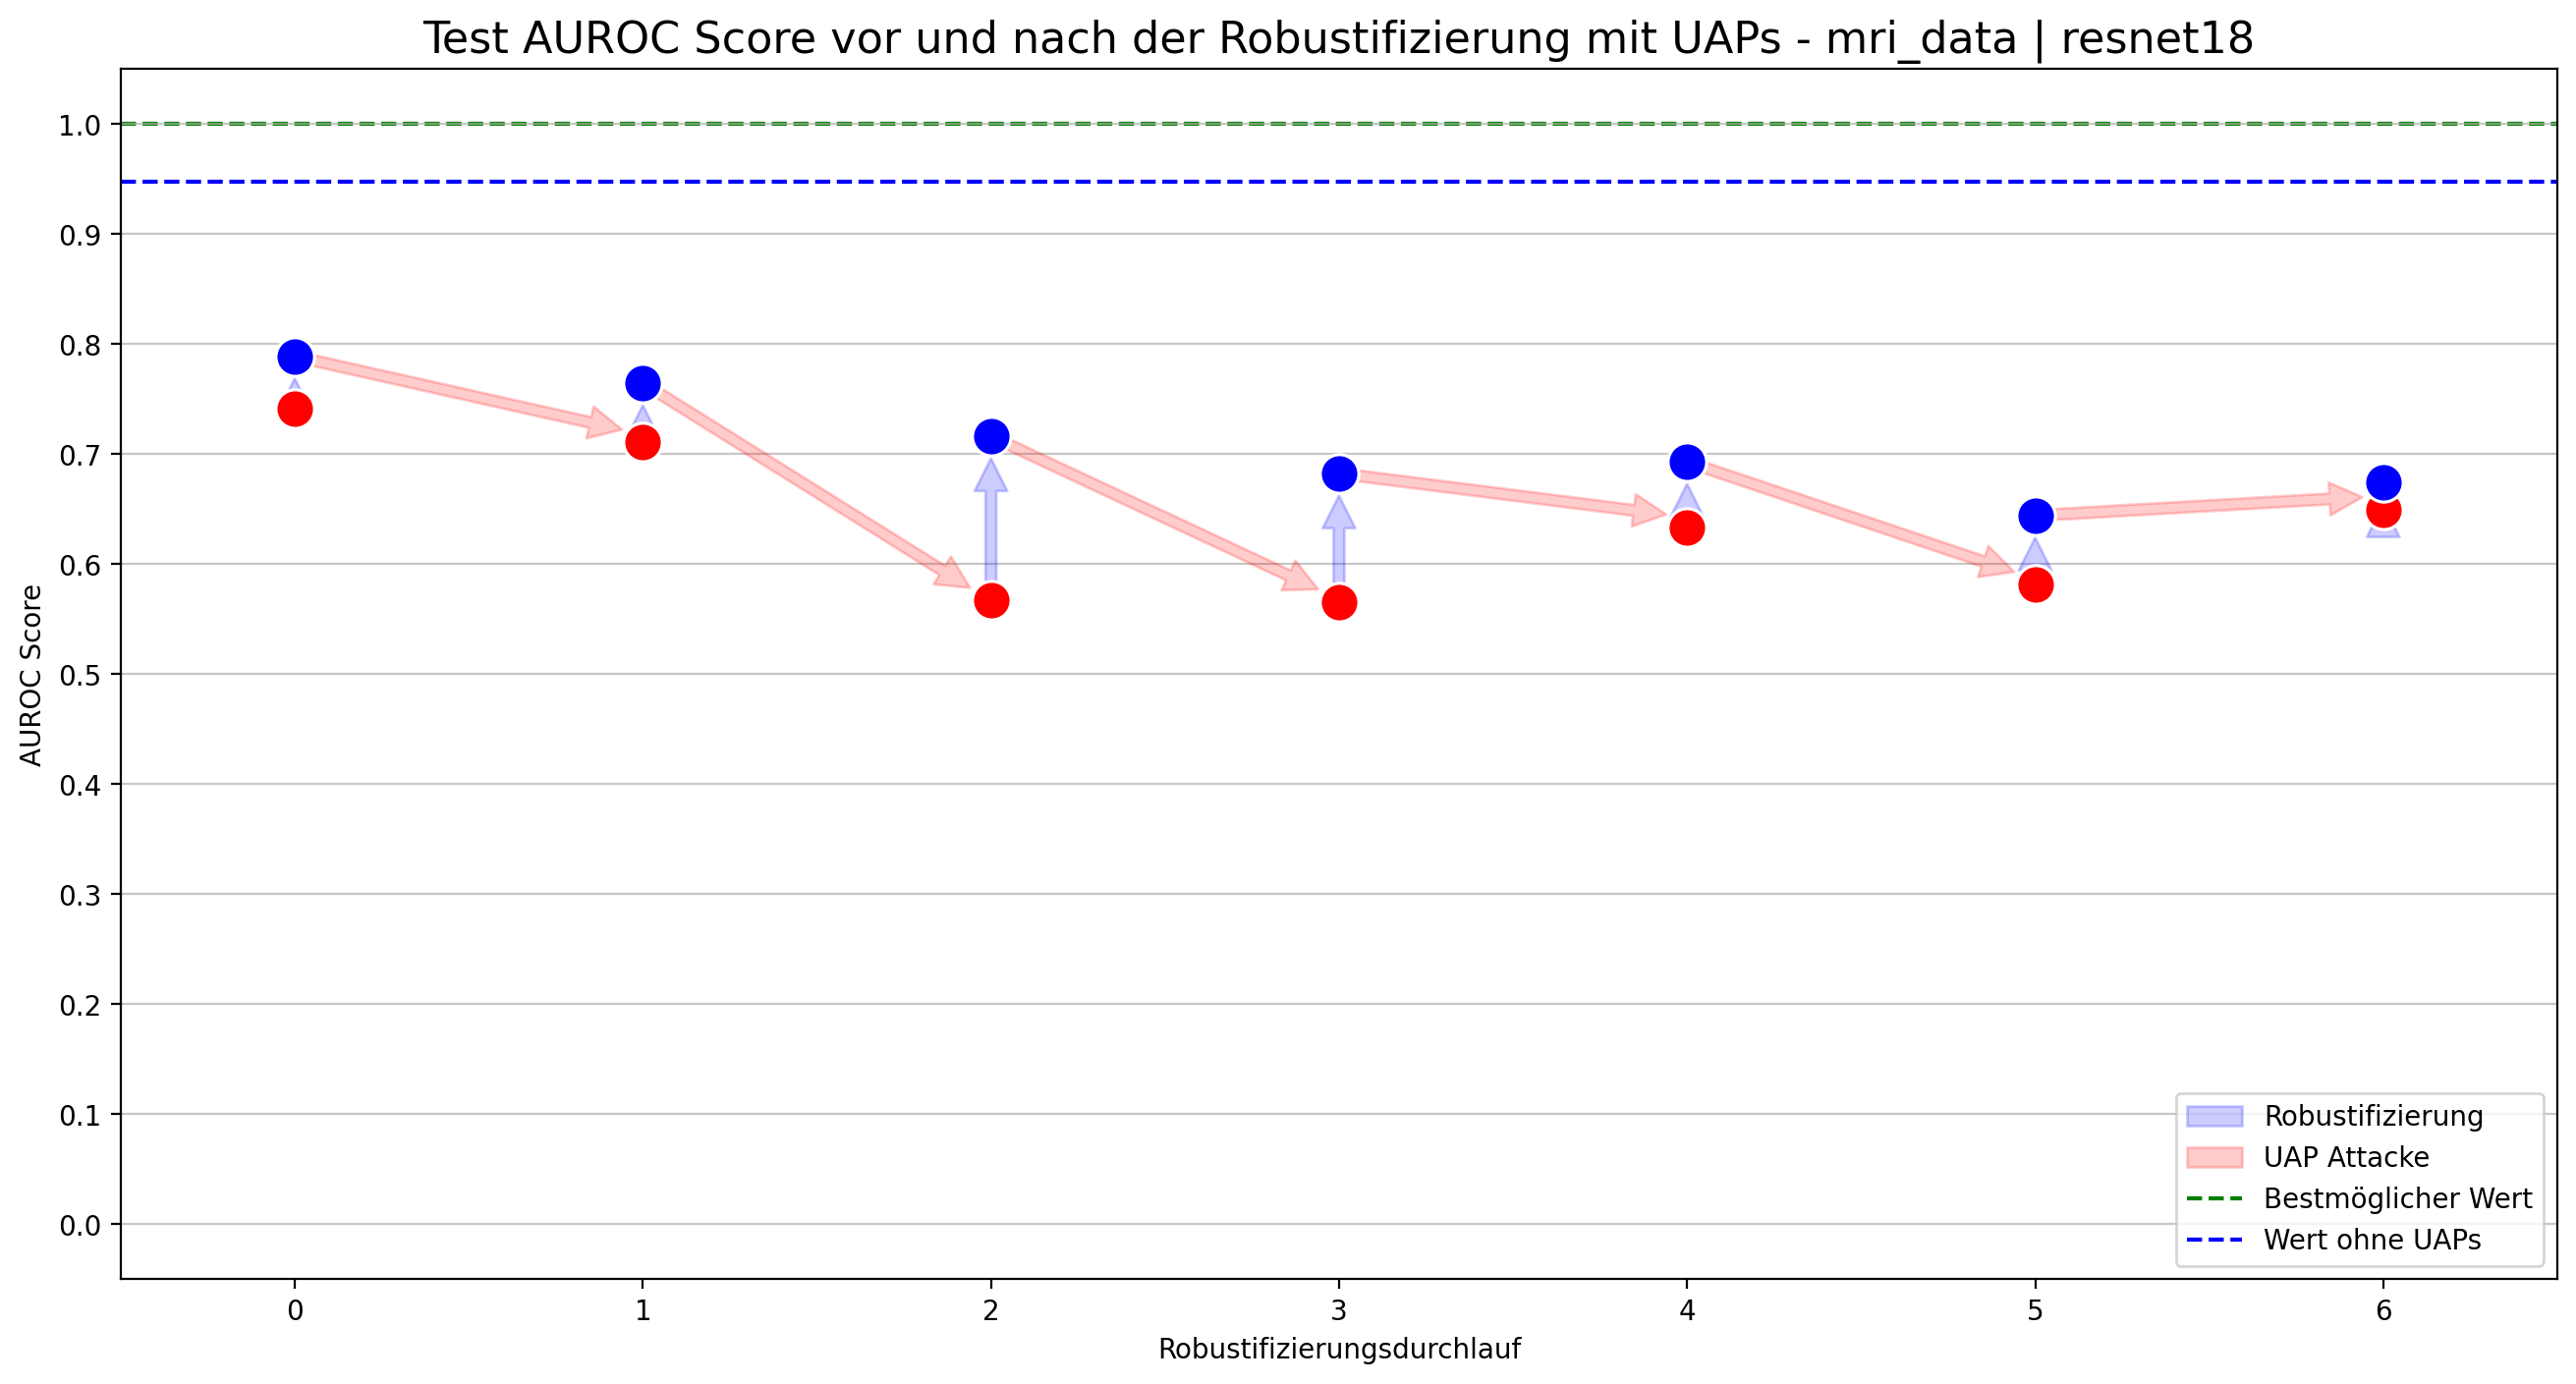 Test AUROC Score vor und nach der Robustifizierung mit UAPs - mri_data | resnet18
AUROC Score
1.0
0.9
0.8
0.7
0.6
0.5
0.4
0.3
0.2
0.1
0.0
Robustifizierung
UAP Attacke
Bestmöglicher Wert
Wert ohne UAPs
0 1 2 3 4 5 6
Robustifizierungsdurchlauf